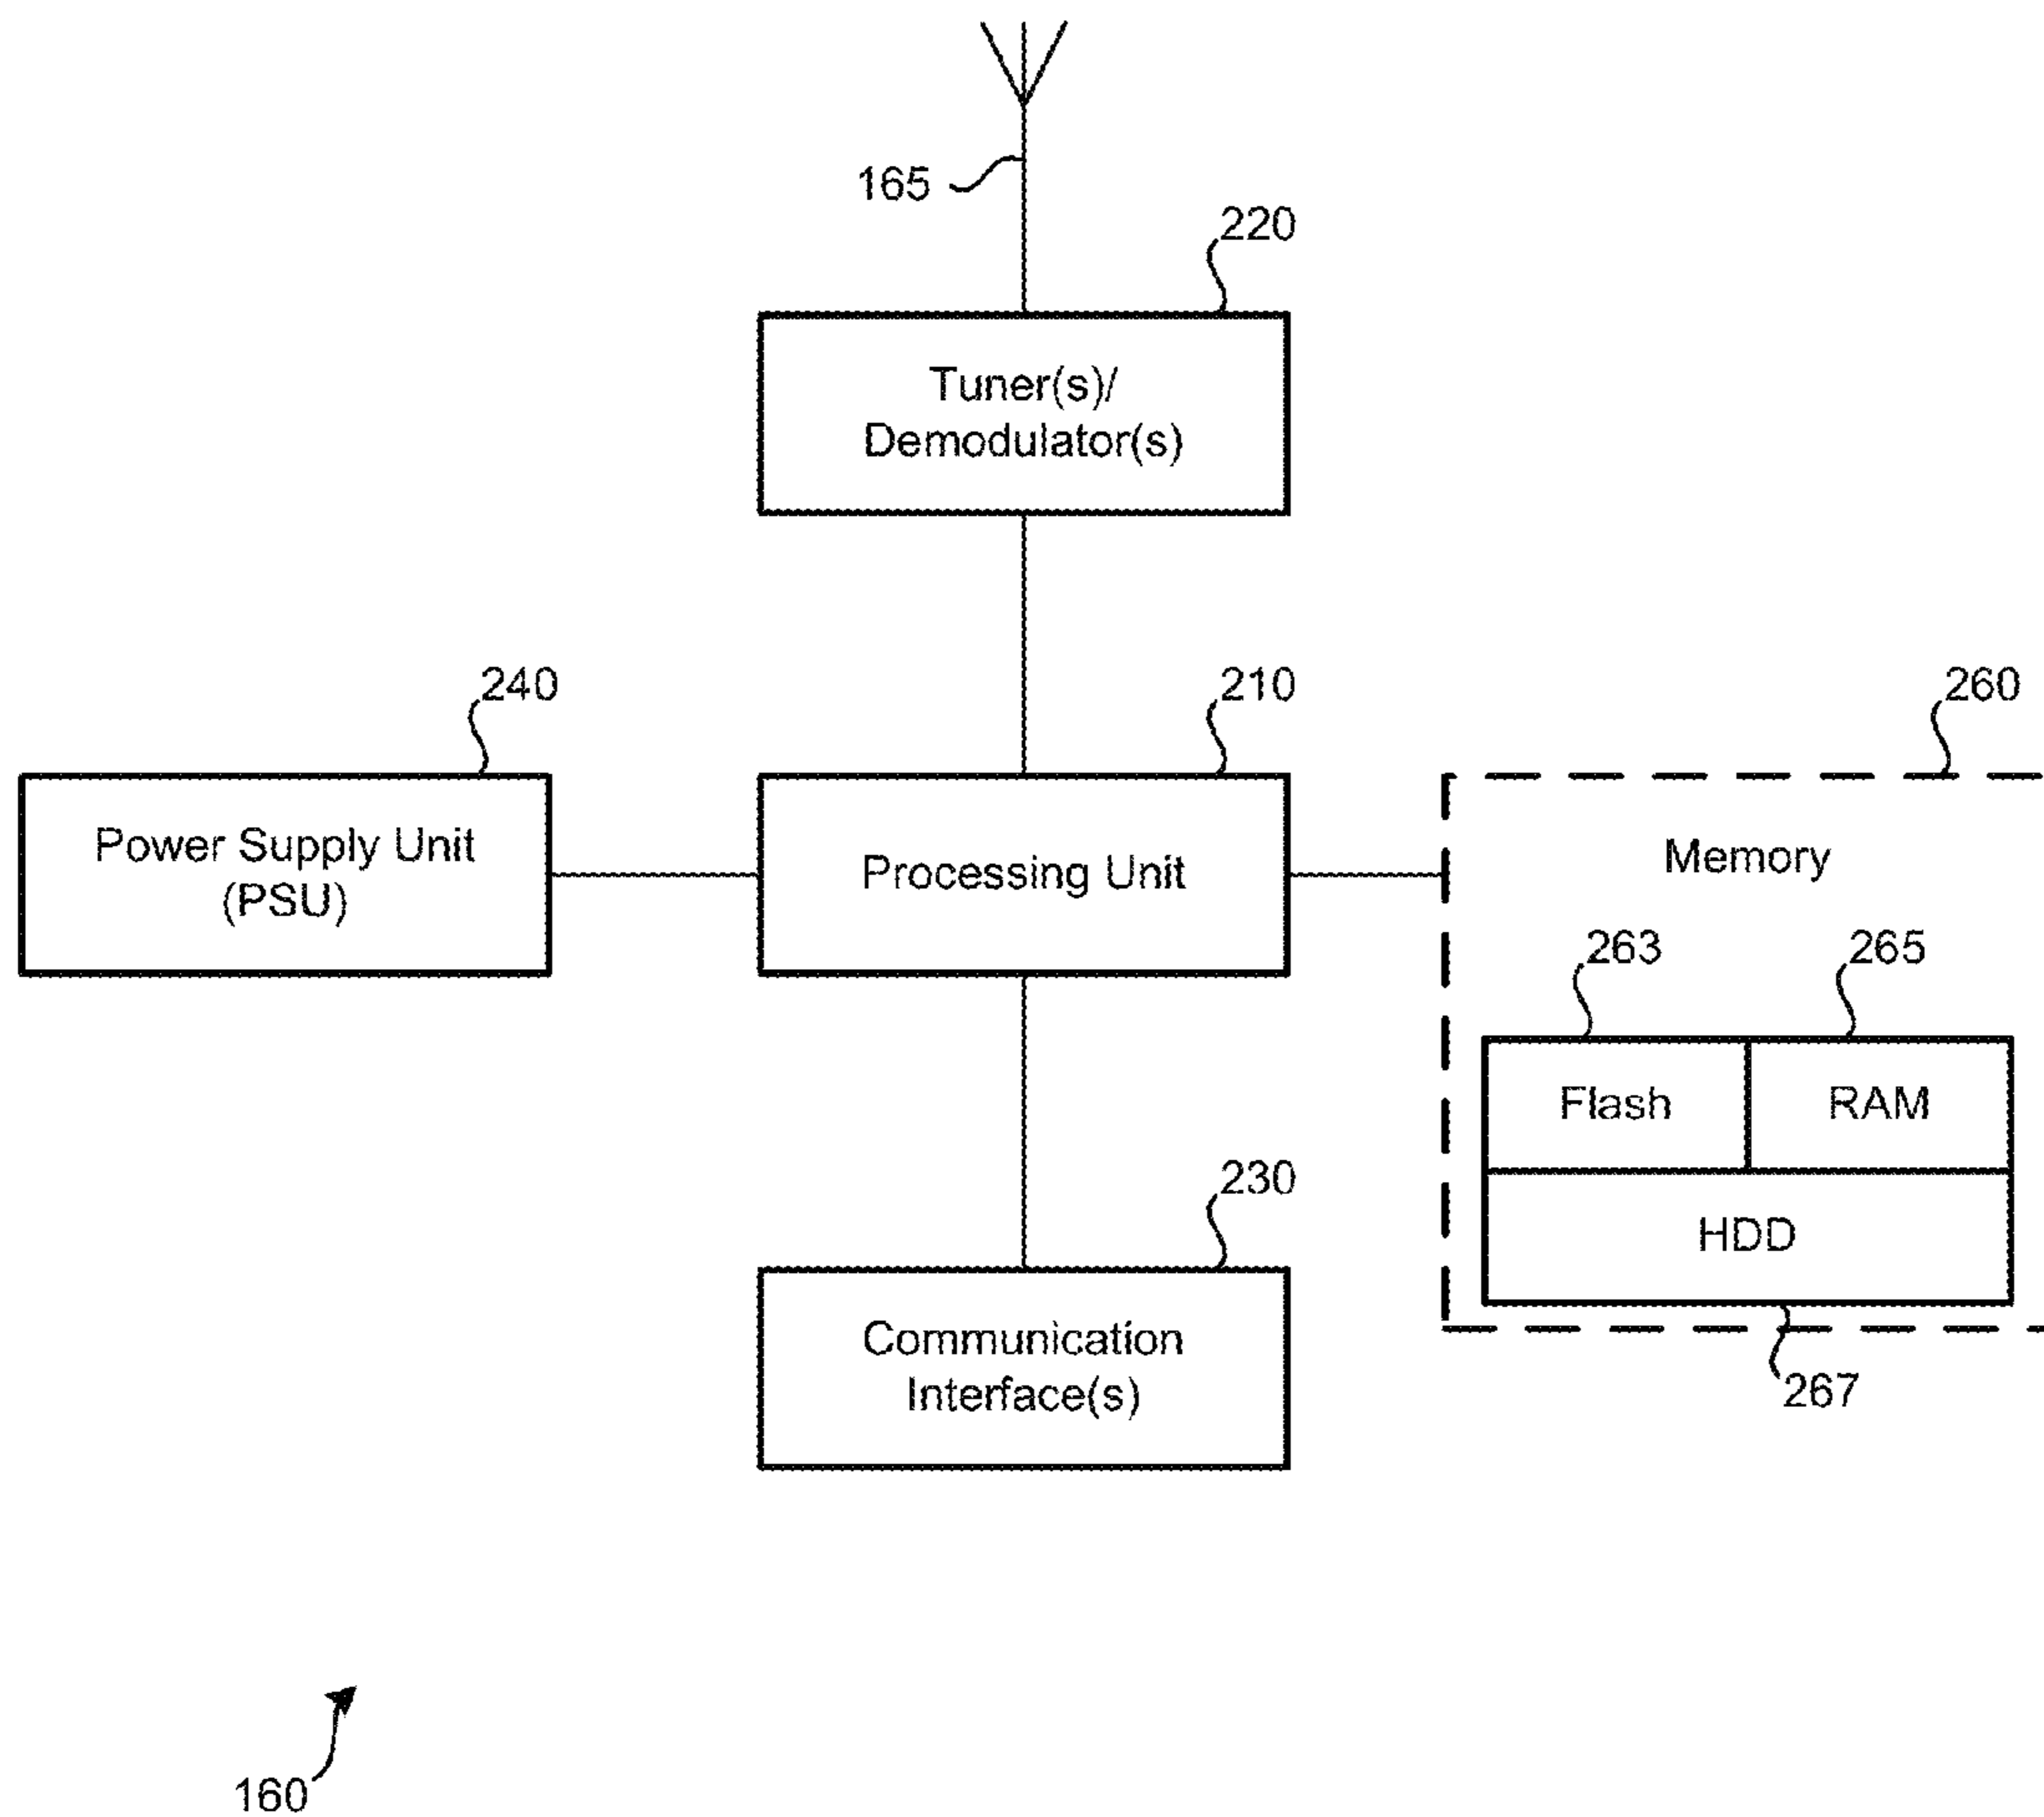 165
220
Tuner(s)/
Demodulator(s)
240
210
260
Power Supply Unit
(PSU)
Processing Unit
Memory
263
265
Flash
RAM
230
HDD
Communication
Interface(s)
267
160